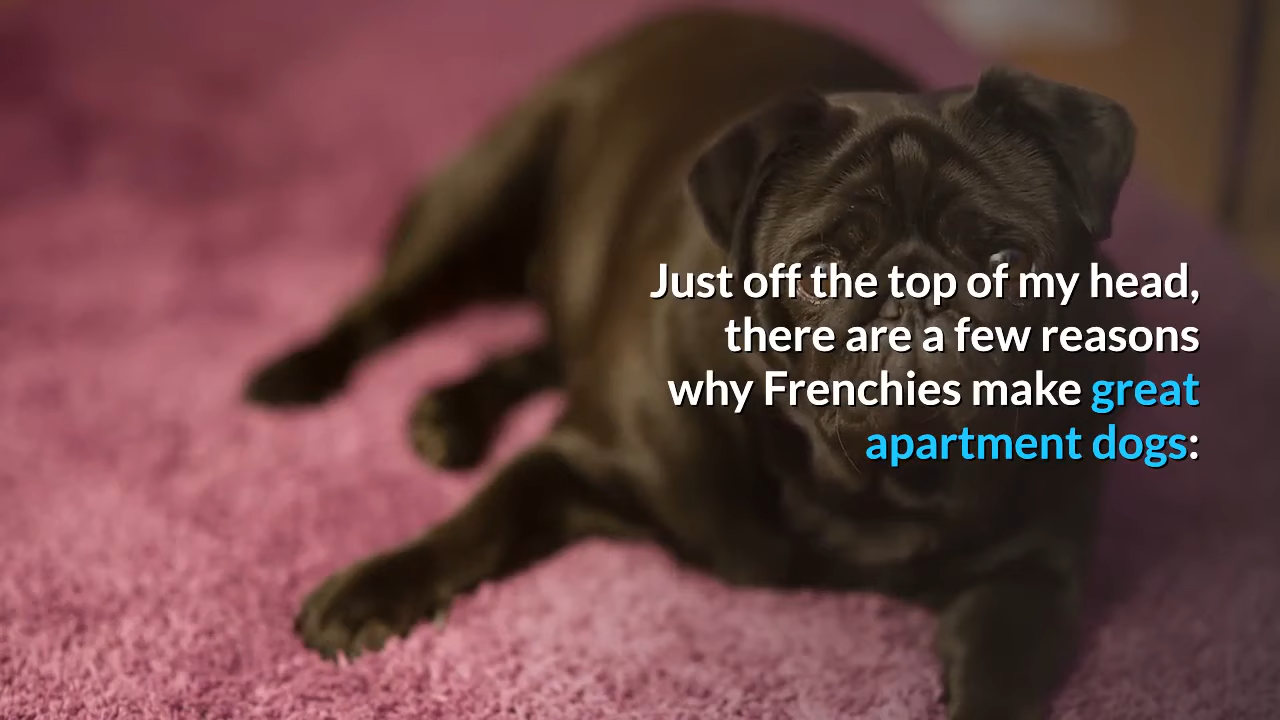 Just off the top of my head,
there are a few reasons
why Frenchies make great
apartment dogs: